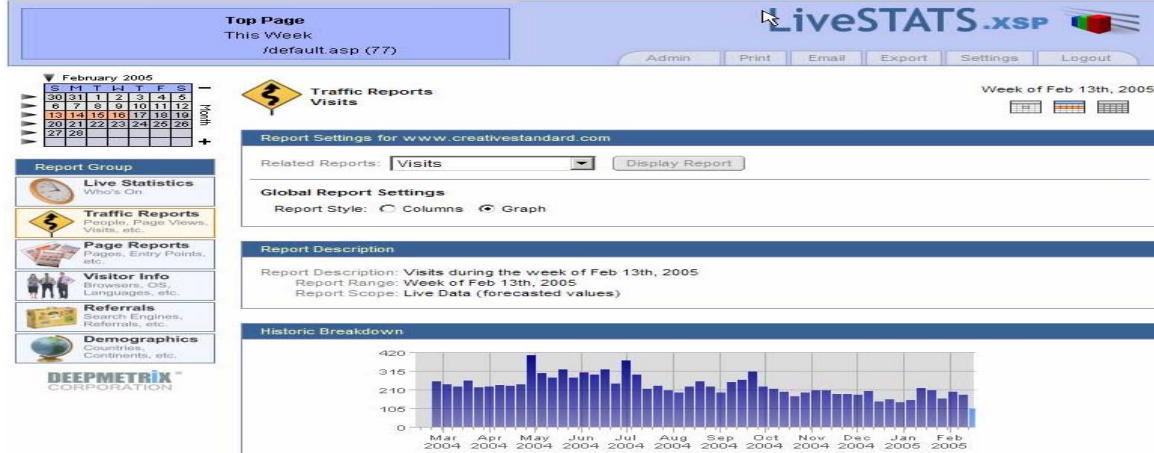 Top Page
This Week
/default.asp (77)
LiveSTATS.XSP
Admin Print Email Export Settings Logout
February 2005
S M T W T F S
30 31 1 2 3 4 5
6 7 8 9 10 11 12
13 14 15 16 17 18 19
20 21 22 23 24 25 26
27 28
Month
Traffic Reports
Visits
Week of Feb 13th, 2005
Report Settings for www.creativestandard.com
Related Reports: Visits Display Report
Global Report Settings
Report Style: Columns Graph
Report Group
Live Statistics
Who's On
Traffic Reports
People, Page Views,
Visits, etc.
Page Reports
Pages, Entry Points,
etc.
Visitor Info
Browsers, OS,
Languages, etc.
Referrals
Search Engines,
Referrals, etc.
Demographics
Countries,
Continents, etc.
DEEPMETRIX™
CORPORATION
Report Description
Report Description: Visits during the week of Feb 13th, 2005
Report Range: Week of Feb 13th, 2005
Report Scope: Live Data (forecasted values)
Historic Breakdown
420
315
210
105
0
Mar Apr May Jun Jul Aug Sep Oct Nov Dec Jan Feb
2004 2004 2004 2004 2004 2004 2004 2004 2004 2004 2005 2005